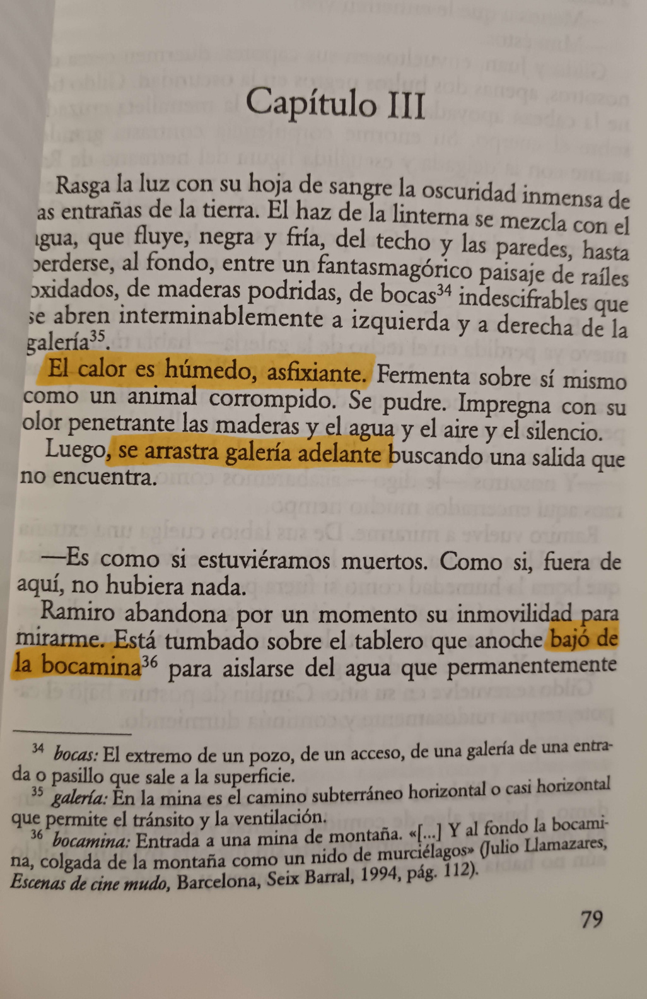 Capítulo III
Rasga la luz con su hoja de sangre la oscuridad inmensa de
as entrañas de la tierra. El haz de la linterna se mezcla con el
igua, que fluye, negra y fría, del techo y las paredes, hasta
perderse, al fondo, entre un fantasmagórico paisaje de raíles
oxidados, de maderas podridas, de bocas³⁴ indescifrables que
se abren interminablemente a izquierda y a derecha de la
galería³⁵.
El calor es húmedo, asfixiante. Fermenta sobre sí mismo
como un animal corrompido. Se pudre. Impregna con su
olor penetrante las maderas y el agua y el aire y el silencio.
Luego, se arrastra galería adelante buscando una salida que
no encuentra.
—Es como si estuviéramos muertos. Como si, fuera de
aquí, no hubiera nada.
Ramiro abandona por un momento su inmovilidad para
mirarme. Está tumbado sobre el tablero que anoche bajó de
la bocamina³⁶ para aislarse del agua que permanentemente
³⁴ bocas: El extremo de un pozo, de un acceso, de una galería de una entra-
da o pasillo que sale a la superficie.
³⁵ galería: En la mina es el camino subterráneo horizontal o casi horizontal
que permite el tránsito y la ventilación.
³⁶ bocamina: Entrada a una mina de montaña. «[...] Y al fondo la bocami-
na, colgada de la montaña como un nido de murciélagos» (Julio Llamazares,
Escenas de cine mudo, Barcelona, Seix Barral, 1994, pág. 112).
79